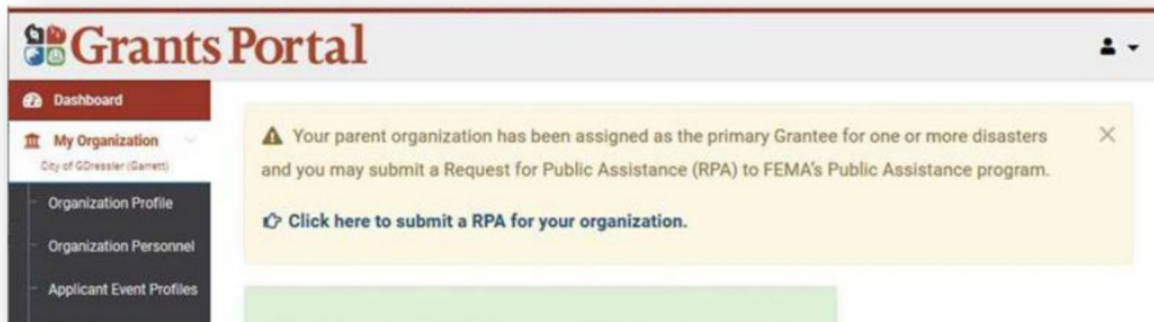 Grants Portal
Dashboard
My Organization
City of GDressler (Garrett)
Organization Profile
Organization Personnel
Applicant Event Profiles
Your parent organization has been assigned as the primary Grantee for one or more disasters
and you may submit a Request for Public Assistance (RPA) to FEMA's Public Assistance program.
Click here to submit a RPA for your organization.